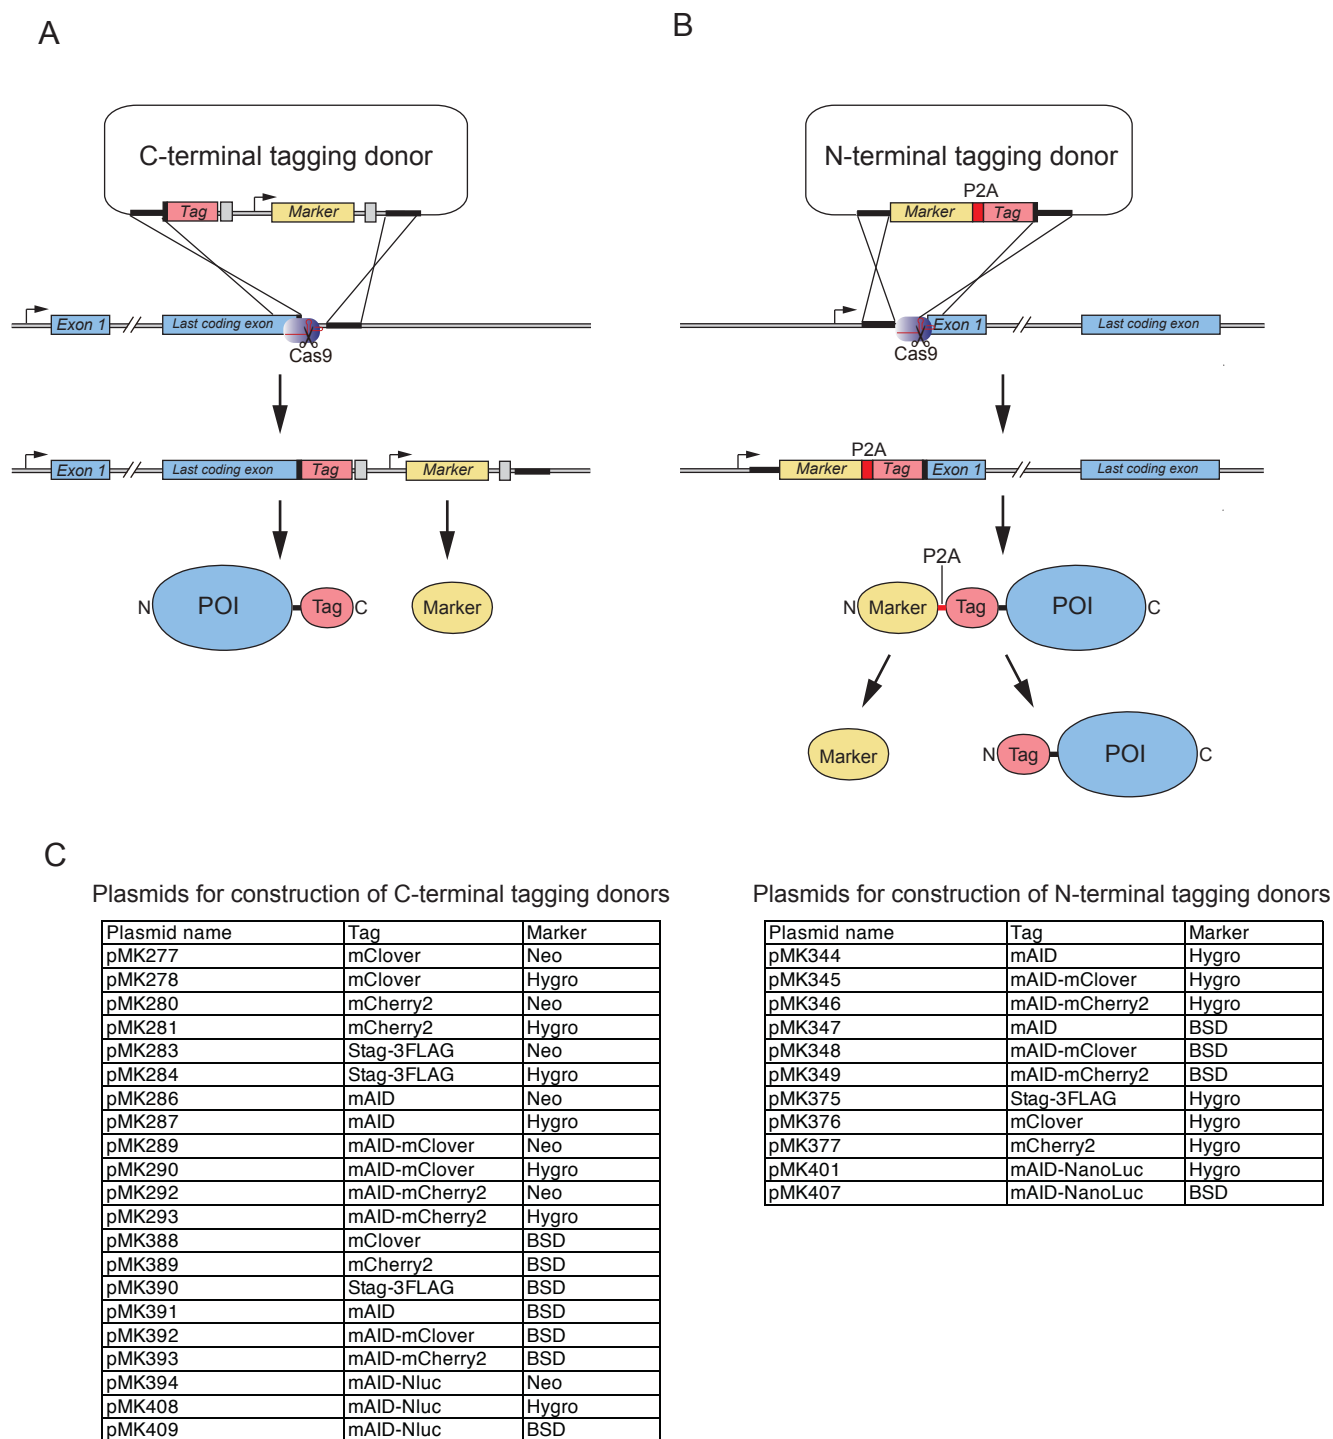 A
C-terminal tagging donor
Tag
Marker
Exon 1
Last coding exon
Cas9
Exon 1
Last coding exon
Tag
Marker
N
POI
Tag
C
Marker
B
N-terminal tagging donor
P2A
Marker
Tag
Exon 1
Last coding exon
Cas9
P2A
Marker
Tag
Exon 1
Last coding exon
P2A
N
Marker
Tag
POI
C
Marker
N
Tag
POI
C
C
Plasmids for construction of C-terminal tagging donors
Plasmid name Tag Marker
pMK277 mClover Neo
pMK278 mClover Hygro
pMK280 mCherry2 Neo
pMK281 mCherry2 Hygro
pMK283 Stag-3FLAG Neo
pMK284 Stag-3FLAG Hygro
pMK286 mAID Neo
pMK287 mAID Hygro
pMK289 mAID-mClover Neo
pMK290 mAID-mClover Hygro
pMK292 mAID-mCherry2 Neo
pMK293 mAID-mCherry2 Hygro
pMK388 mClover BSD
pMK389 mCherry2 BSD
pMK390 Stag-3FLAG BSD
pMK391 mAID BSD
pMK392 mAID-mClover BSD
pMK393 mAID-mCherry2 BSD
pMK394 mAID-Nluc Neo
pMK408 mAID-Nluc Hygro
pMK409 mAID-Nluc BSD
Plasmids for construction of N-terminal tagging donors
Plasmid name Tag Marker
pMK344 mAID Hygro
pMK345 mAID-mClover Hygro
pMK346 mAID-mCherry2 Hygro
pMK347 mAID BSD
pMK348 mAID-mClover BSD
pMK349 mAID-mCherry2 BSD
pMK375 Stag-3FLAG Hygro
pMK376 mClover Hygro
pMK377 mCherry2 Hygro
pMK401 mAID-NanoLuc Hygro
pMK407 mAID-NanoLuc BSD